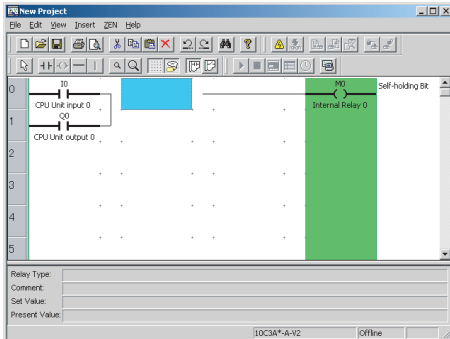 New Project
File Edit View Insert ZEN Help
0 I0 M0 Self-holding Bit
CPU Unit input 0 Internal Relay 0
1 Q0
CPU Unit output 0
2
3
4
5
Relay Type:
Comment:
Set Value:
Present Value:
10C3A*-A-V2 Offline